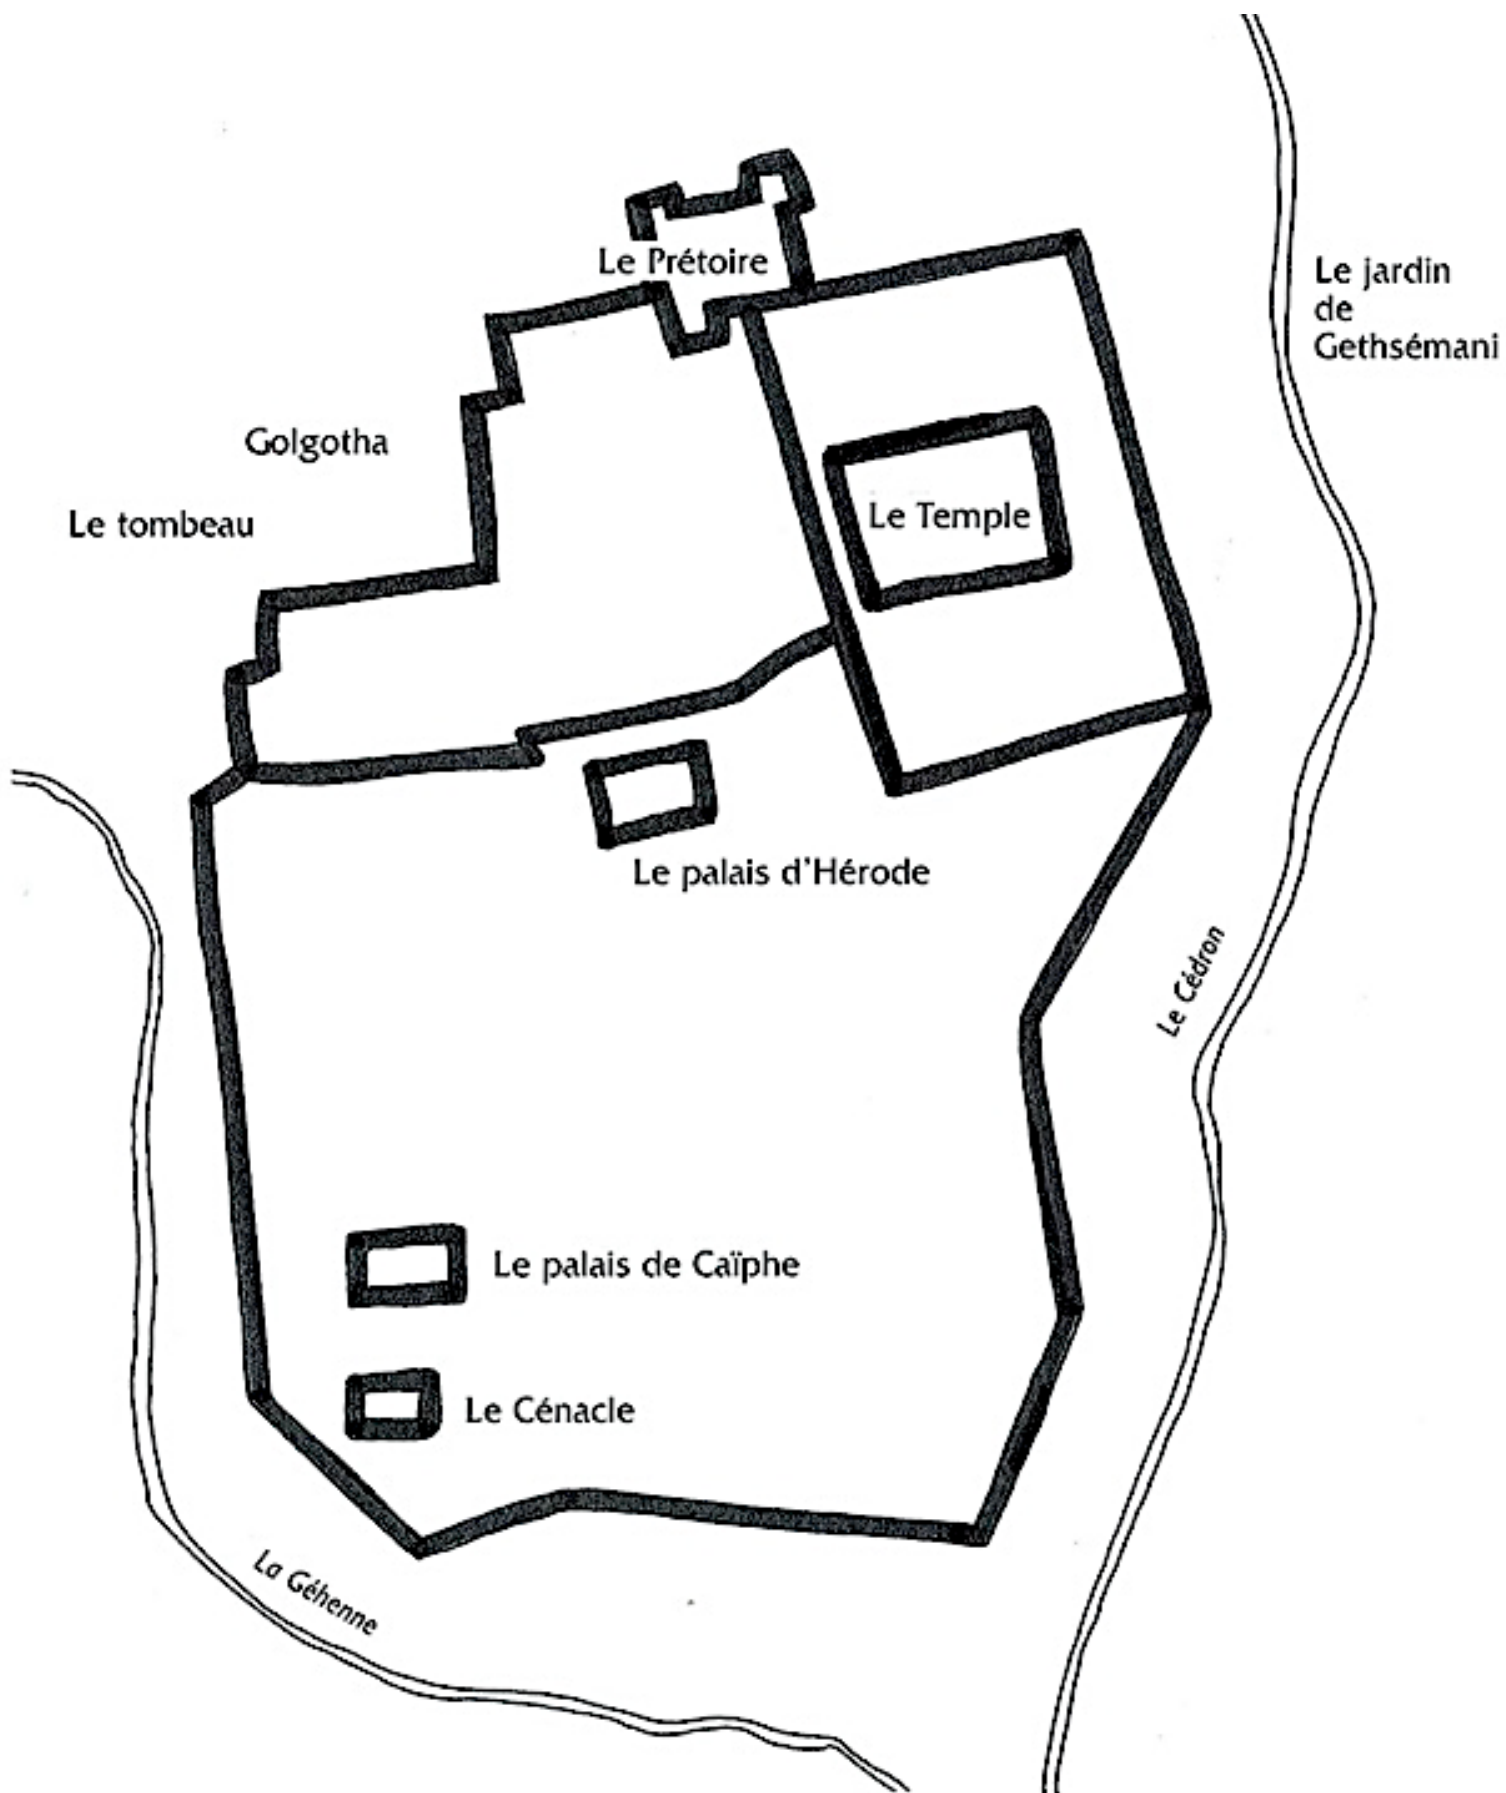 Le Prétoire
Le jardin
de
Gethsémani
Golgotha
Le Temple
Le tombeau
Le palais d'Hérode
Le Cédron
Le palais de Caïphe
Le Cénacle
La Géhenne